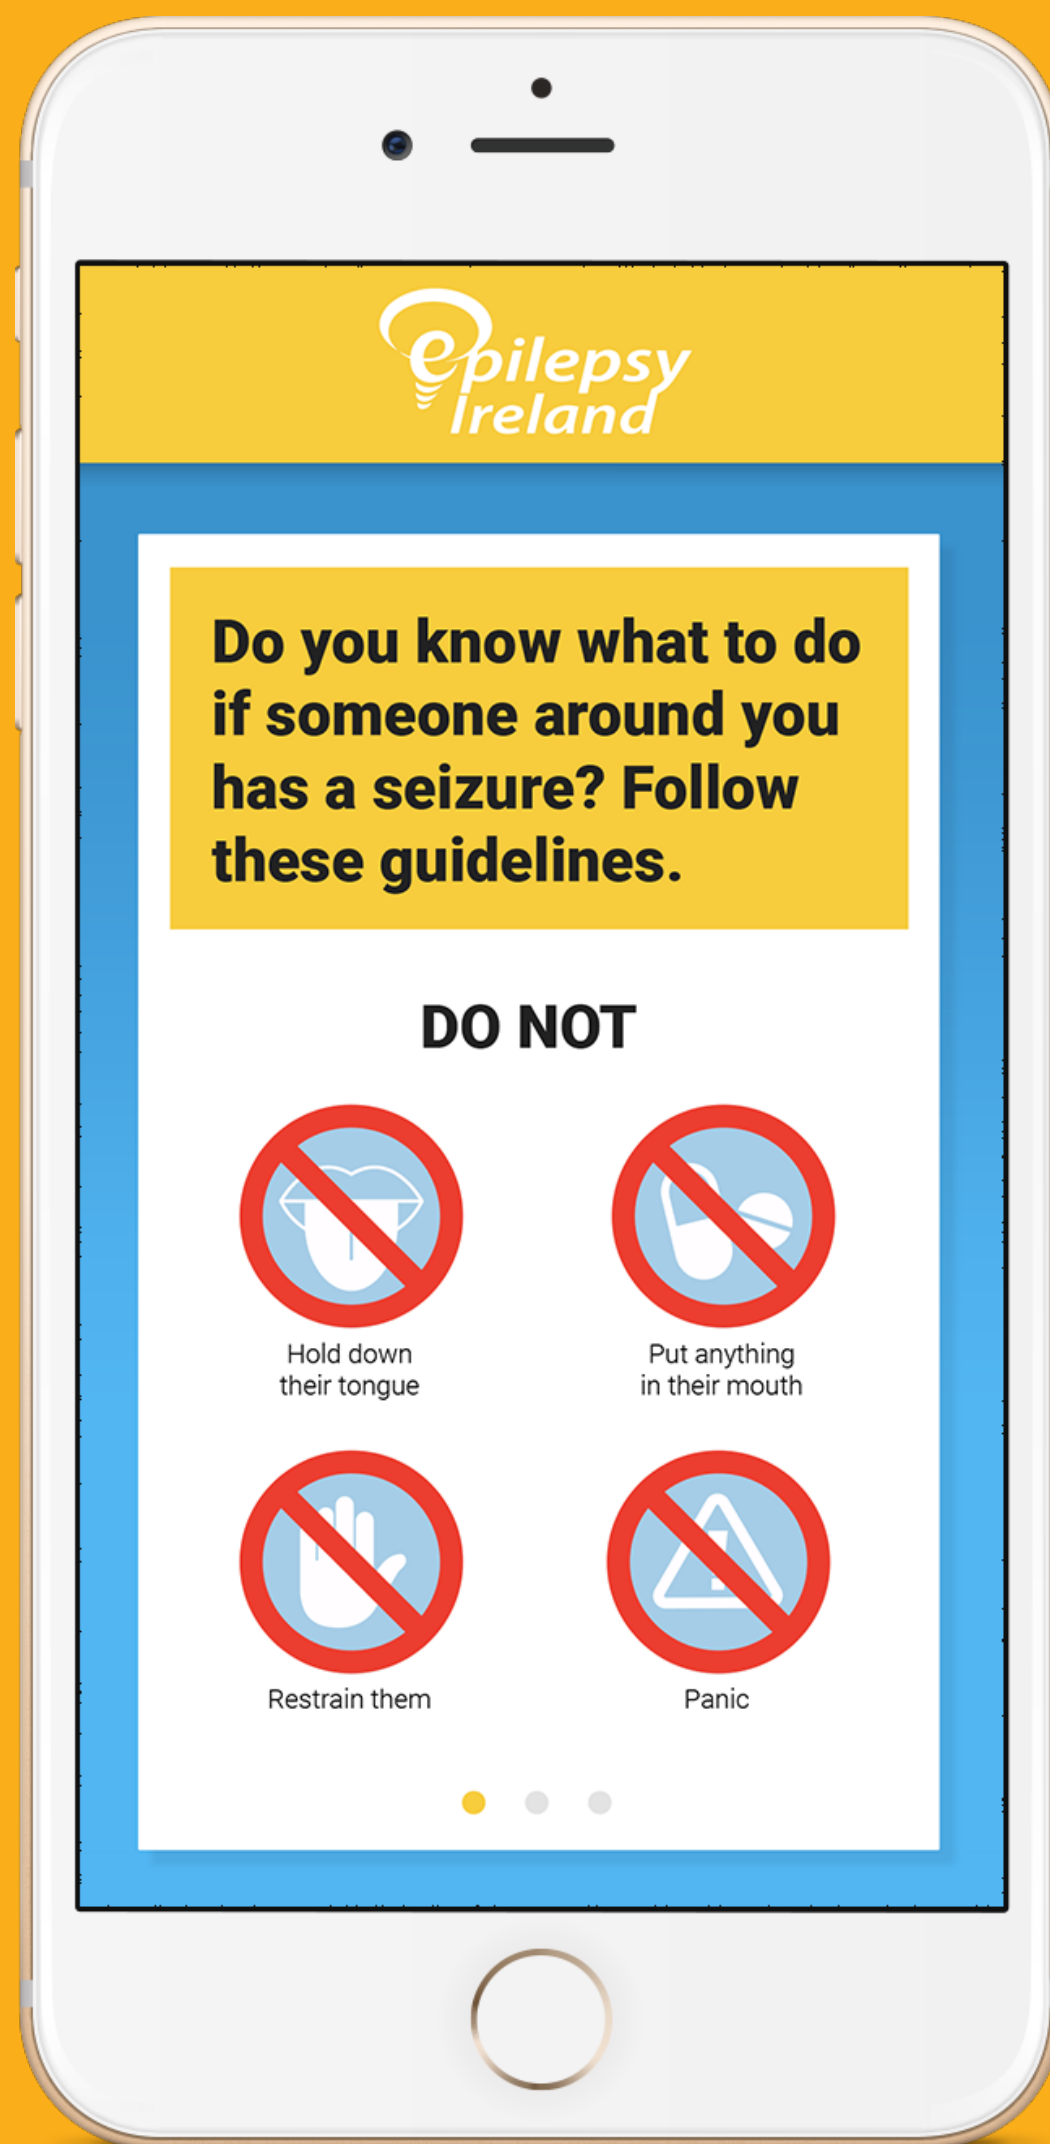 epilepsy
Ireland
Do you know what to do
if someone around you
has a seizure? Follow
these guidelines.
DO NOT
Hold down
their tongue
Put anything
in their mouth
Restrain them
Panic